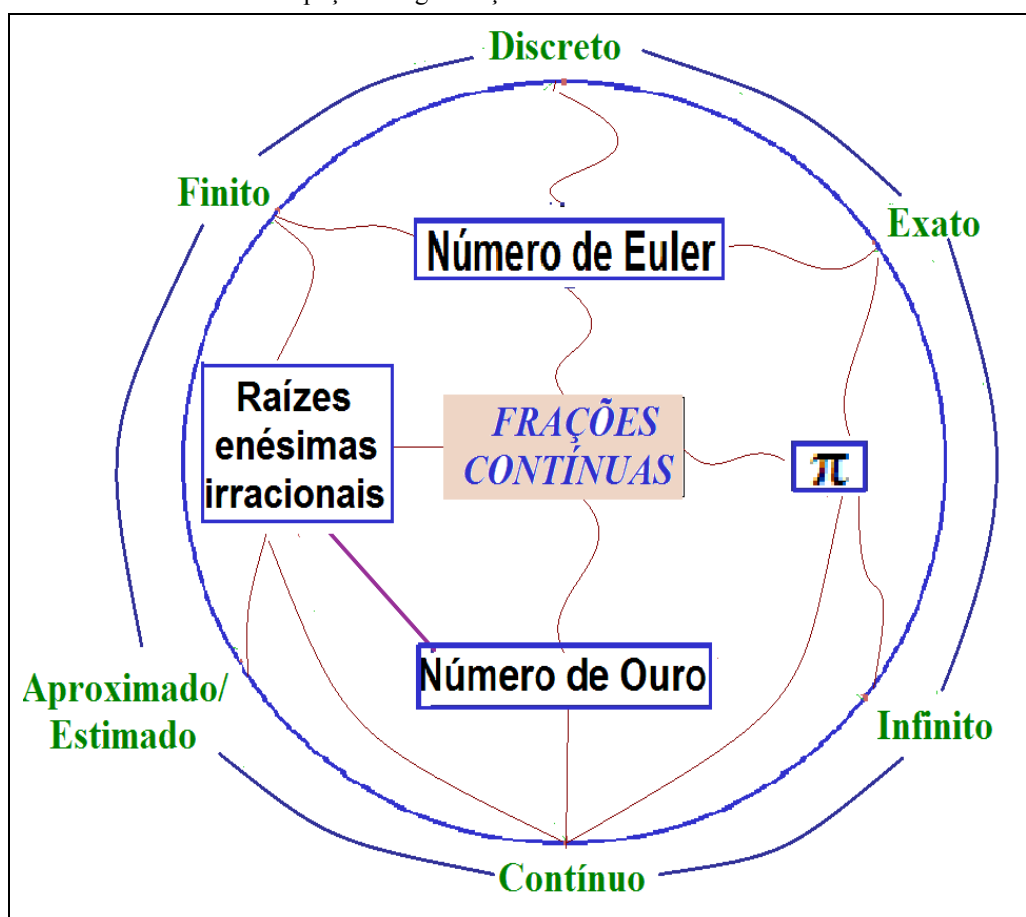 Discreto
Finito
Exato
Número de Euler
Raízes
enésimas
irracionais
FRAÇÕES
CONTÍNUAS
π
Número de Ouro
Aproximado/
Estimado
Infinito
Contínuo